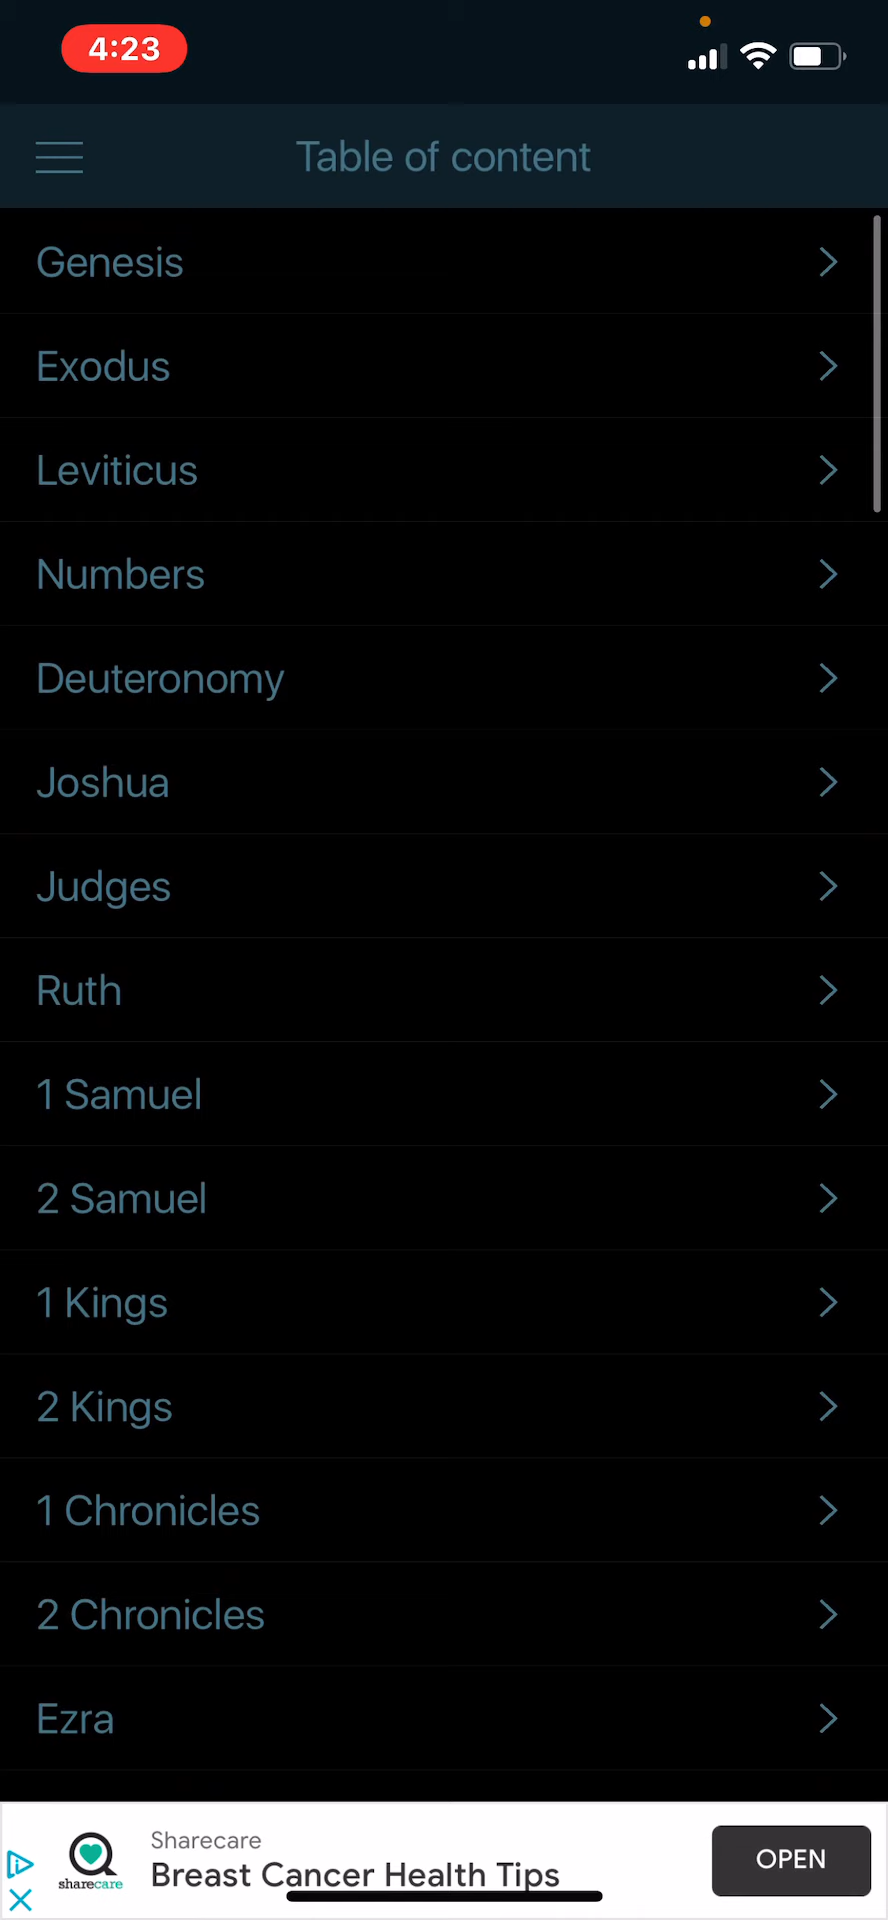 4:23
Table of content
Genesis
Exodus
Leviticus
Numbers
Deuteronomy
Joshua
Judges
Ruth
1 Samuel
2 Samuel
1 Kings
2 Kings
1 Chronicles
2 Chronicles
Ezra
Sharecare
Breast Cancer Health Tips
sharecare
OPEN